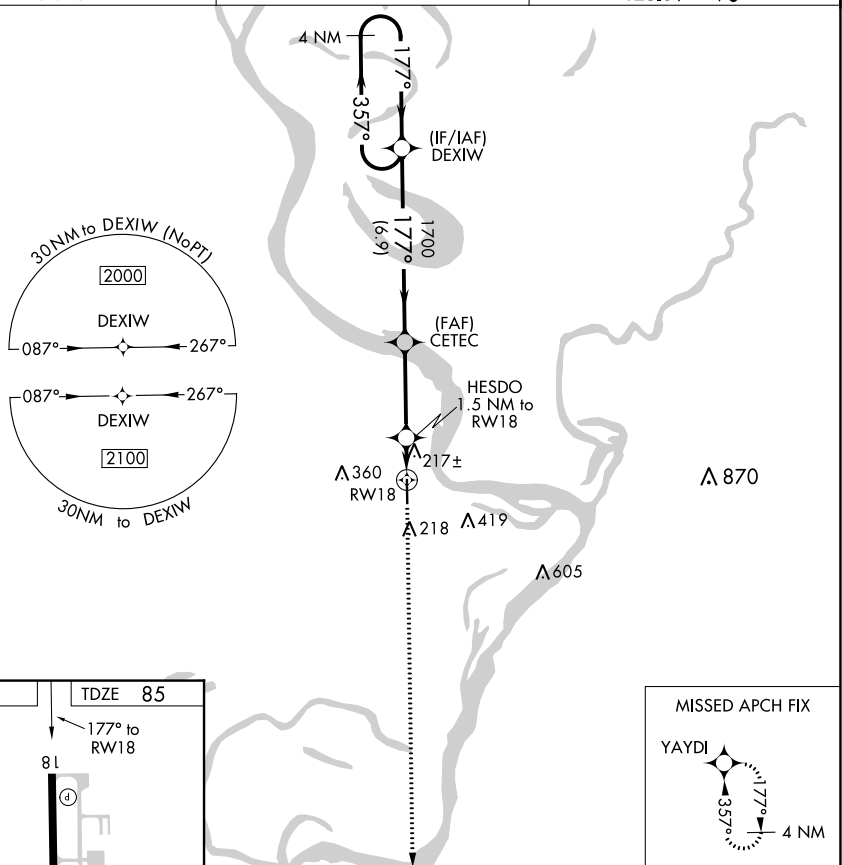 4 NM
177°
357°
(IF/IAF)
DEXIW
1700
177°
(6.9)
30NM to DEXIW (NoPT)
2000
DEXIW
087°
267°
087°
267°
DEXIW
2100
30NM to DEXIW
(FAF)
CETEC
HESDO
1.5 NM to
RW18
217±
360
RW18
870
218
419
605
TDZE 85
177° to
RW18
18
P
MISSED APCH FIX
YAYDI
177°
357°
4 NM